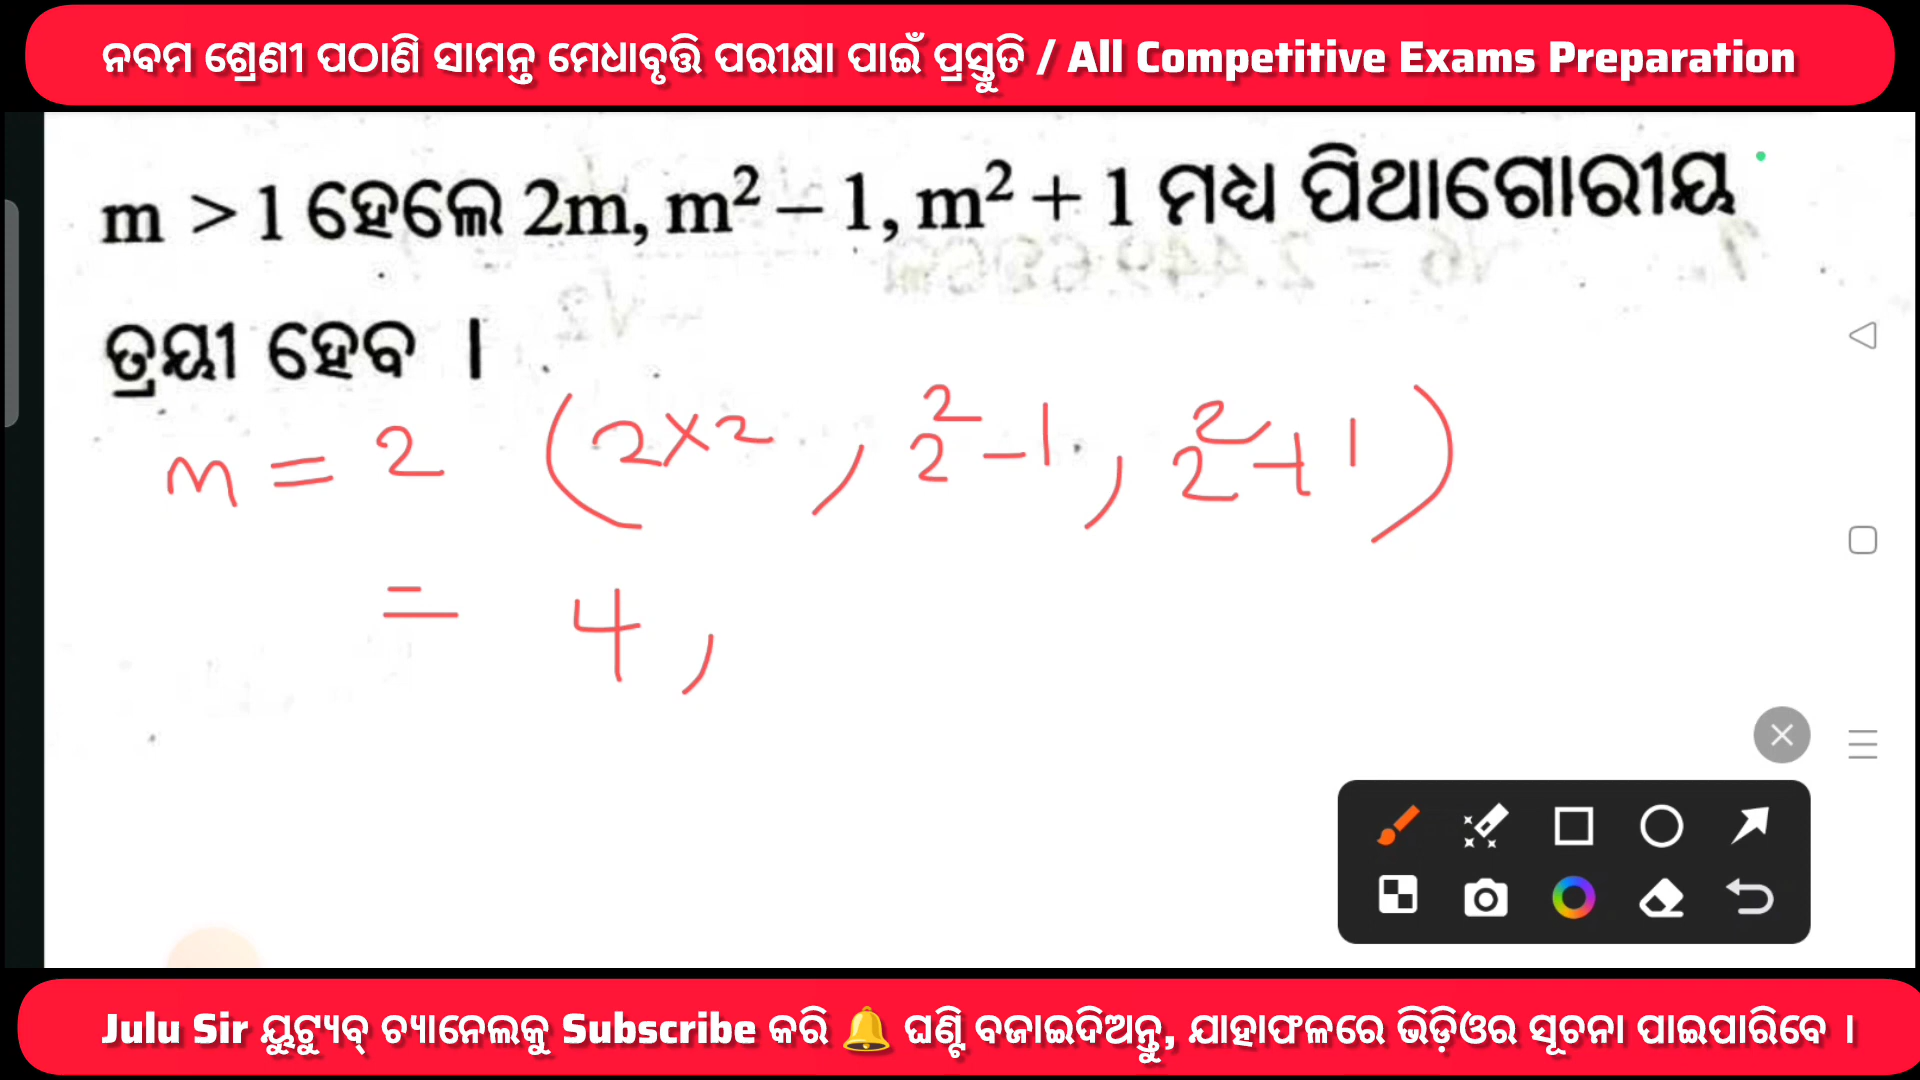 ନବମ ଶ୍ରେଣୀ ପଠାଣି ସାମନ୍ତ ମେଧାବୃତ୍ତି ପରୀକ୍ଷା ପାଇଁ ପ୍ରସ୍ତୁତି / All Competitive Exams Preparation
m > 1 ହେଲେ 2m, m² – 1, m² + 1 ମଧ୍ୟ ପିଥାଗୋରୀୟ
ତ୍ରୟୀ ହେବ ।
m = 2 (2×2, 2²-1, 2²+1)
= 4,
Julu Sir ୟୁଟ୍ୟୁବ୍ ଚ୍ୟାନେଲକୁ Subscribe କରି 🔔 ଘଣ୍ଟି ବଜାଇଦିଅନ୍ତୁ, ଯାହାଫଳରେ ଭିଡ଼ିଓର ସୂଚନା ପାଇପାରିବେ ।